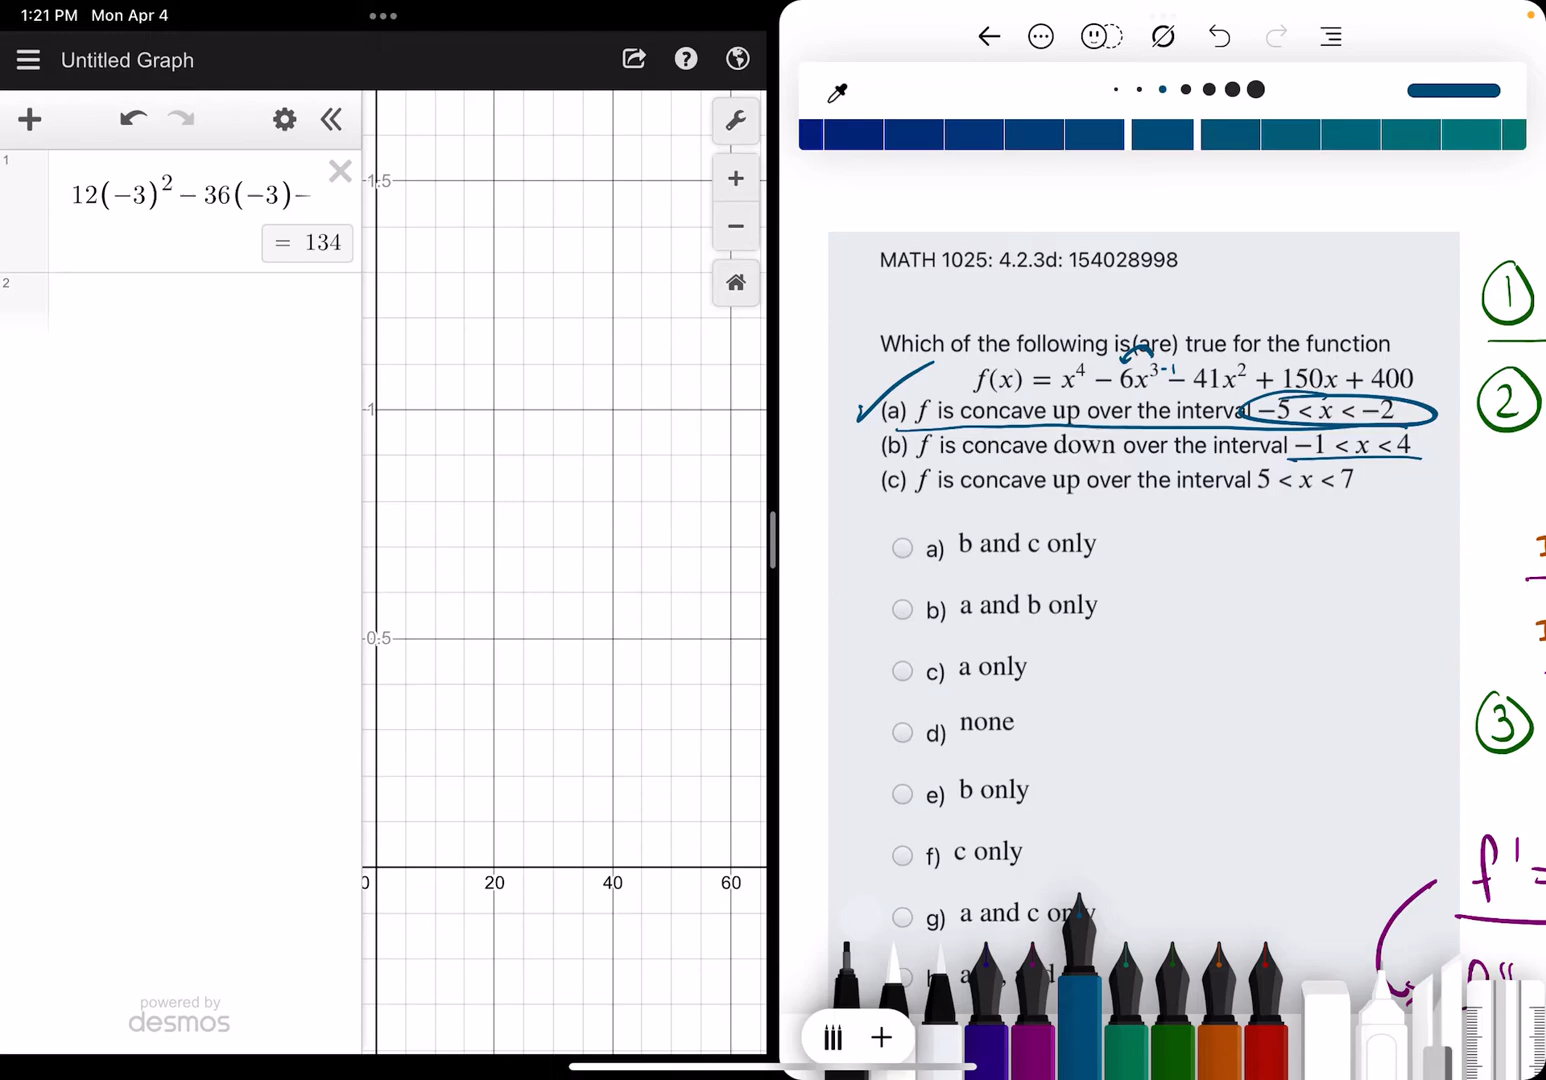 1:21 PM Mon Apr 4
Untitled Graph
1
12(−3)² − 36(−3)−
= 134
2
1.5
1
0.5
0
20
40
60
powered by
desmos
MATH 1025: 4.2.3d: 154028998
Which of the following is(are) true for the function
f(x) = x⁴ − 6x³⁻¹ − 41x² + 150x + 400
(a) f is concave up over the interval −5 < x < −2
(b) f is concave down over the interval −1 < x < 4
(c) f is concave up over the interval 5 < x < 7
a) b and c only
b) a and b only
c) a only
d) none
e) b only
f) c only
g) a and c only
1
2
3
f' =